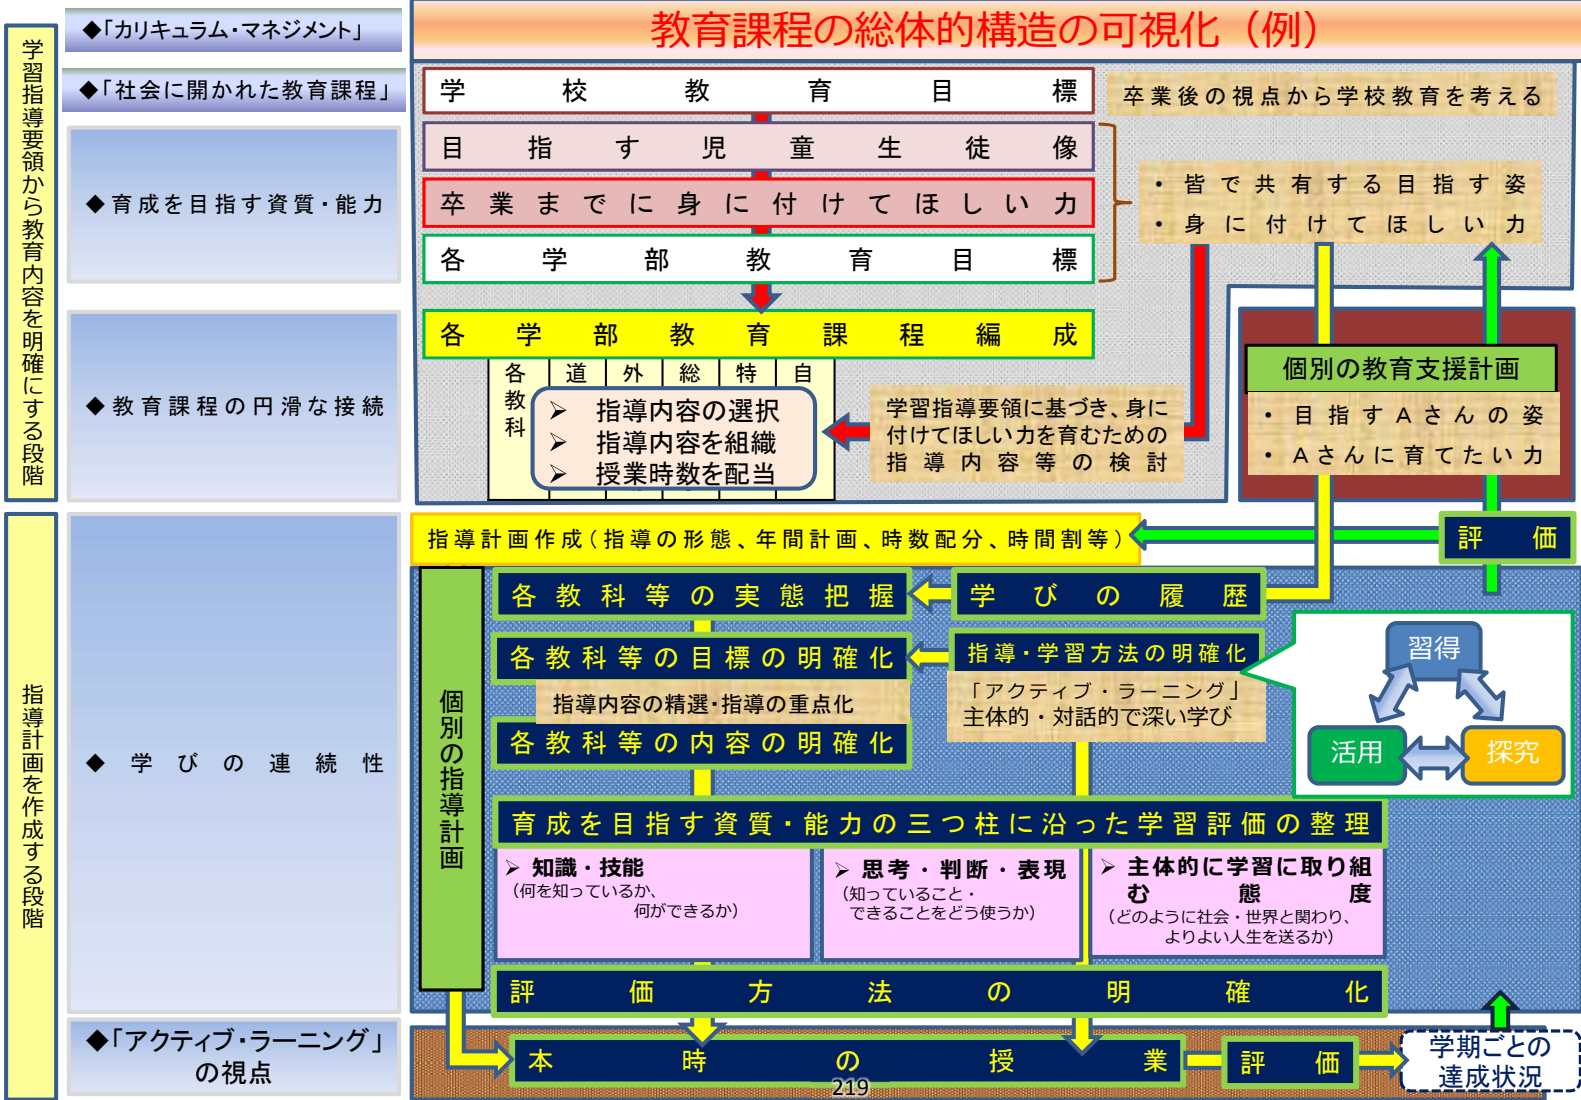 教育課程の総体的構造の可視化（例）
学習指導要領から教育内容を明確にする段階
◆「カリキュラム・マネジメント」
◆「社会に開かれた教育課程」
◆育成を目指す資質・能力
◆教育課程の円滑な接続
学校教育目標
目指す児童生徒像
卒業までに身に付けてほしい力
各学部教育目標
各学部教育課程編成
各教科
道
外
総
特
自
➢ 指導内容の選択
➢ 指導内容を組織
➢ 授業時数を配当
卒業後の視点から学校教育を考える
・皆で共有する目指す姿
・身に付けてほしい力
学習指導要領に基づき、身に
付けてほしい力を育むための
指導内容等の検討
個別の教育支援計画
・目指すAさんの姿
・Aさんに育てたい力
指導計画を作成する段階
◆学びの連続性
◆「アクティブ・ラーニング」
の視点
指導計画作成（指導の形態、年間計画、時数配分、時間割等）
評価
個別の指導計画
各教科等の実態把握
学びの履歴
各教科等の目標の明確化
指導・学習方法の明確化
指導内容の精選・指導の重点化
「アクティブ・ラーニング」
主体的・対話的で深い学び
各教科等の内容の明確化
習得
活用
探究
育成を目指す資質・能力の三つ柱に沿った学習評価の整理
➢ 知識・技能
（何を知っているか、
何ができるか）
➢ 思考・判断・表現
（知っていること・
できることをどう使うか）
➢ 主体的に学習に取り組
む態度
（どのように社会・世界と関わり、
よりよい人生を送るか）
評価方法の明確化
本時の授業
評価
学期ごとの
達成状況
219